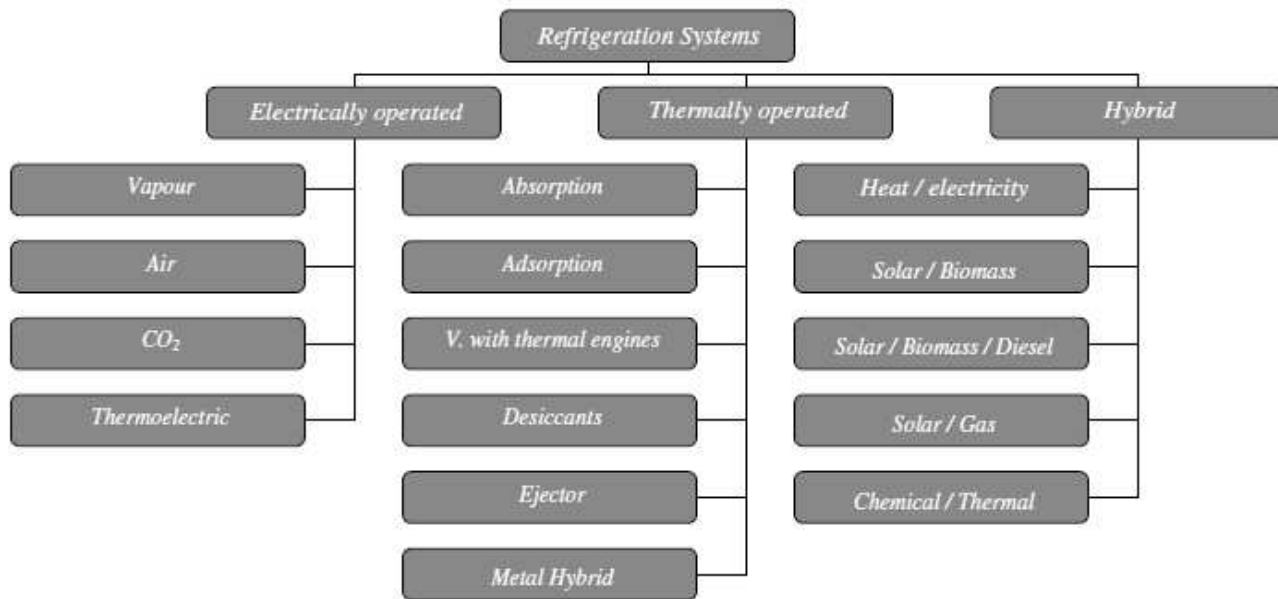 Refrigeration Systems
Electrically operated
Thermally operated
Hybrid
Vapour
Absorption
Heat / electricity
Air
Adsorption
Solar / Biomass
CO₂
V. with thermal engines
Solar / Biomass / Diesel
Thermoelectric
Desiccants
Solar / Gas
Ejector
Chemical / Thermal
Metal Hybrid